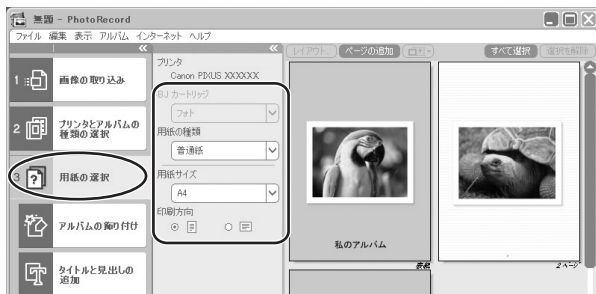 無題 - PhotoRecord
ファイル 編集 表示 アルバム インターネット ヘルプ
1
画像の取り込み
2
プリンタとアルバムの
種類の選択
3
用紙の選択
アルバムの飾り付け
タイトルと見出しの
追加
プリンタ
Canon PIXUS XXXXXX
BJ カートリッジ
フォト
用紙の種類
普通紙
用紙サイズ
A4
印刷方向
レイアウト...
ページの追加
すべて選択
選択を解除
私のアルバム
表紙
2 ページ